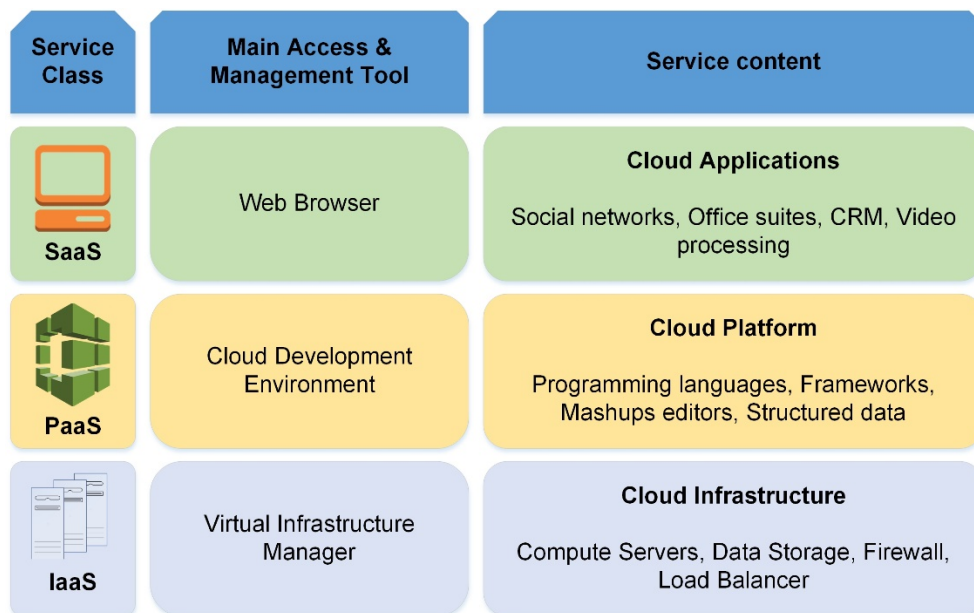 Service
Class
Main Access &
Management Tool
Service content
SaaS
Web Browser
Cloud Applications
Social networks, Office suites, CRM, Video
processing
PaaS
Cloud Development
Environment
Cloud Platform
Programming languages, Frameworks,
Mashups editors, Structured data
IaaS
Virtual Infrastructure
Manager
Cloud Infrastructure
Compute Servers, Data Storage, Firewall,
Load Balancer